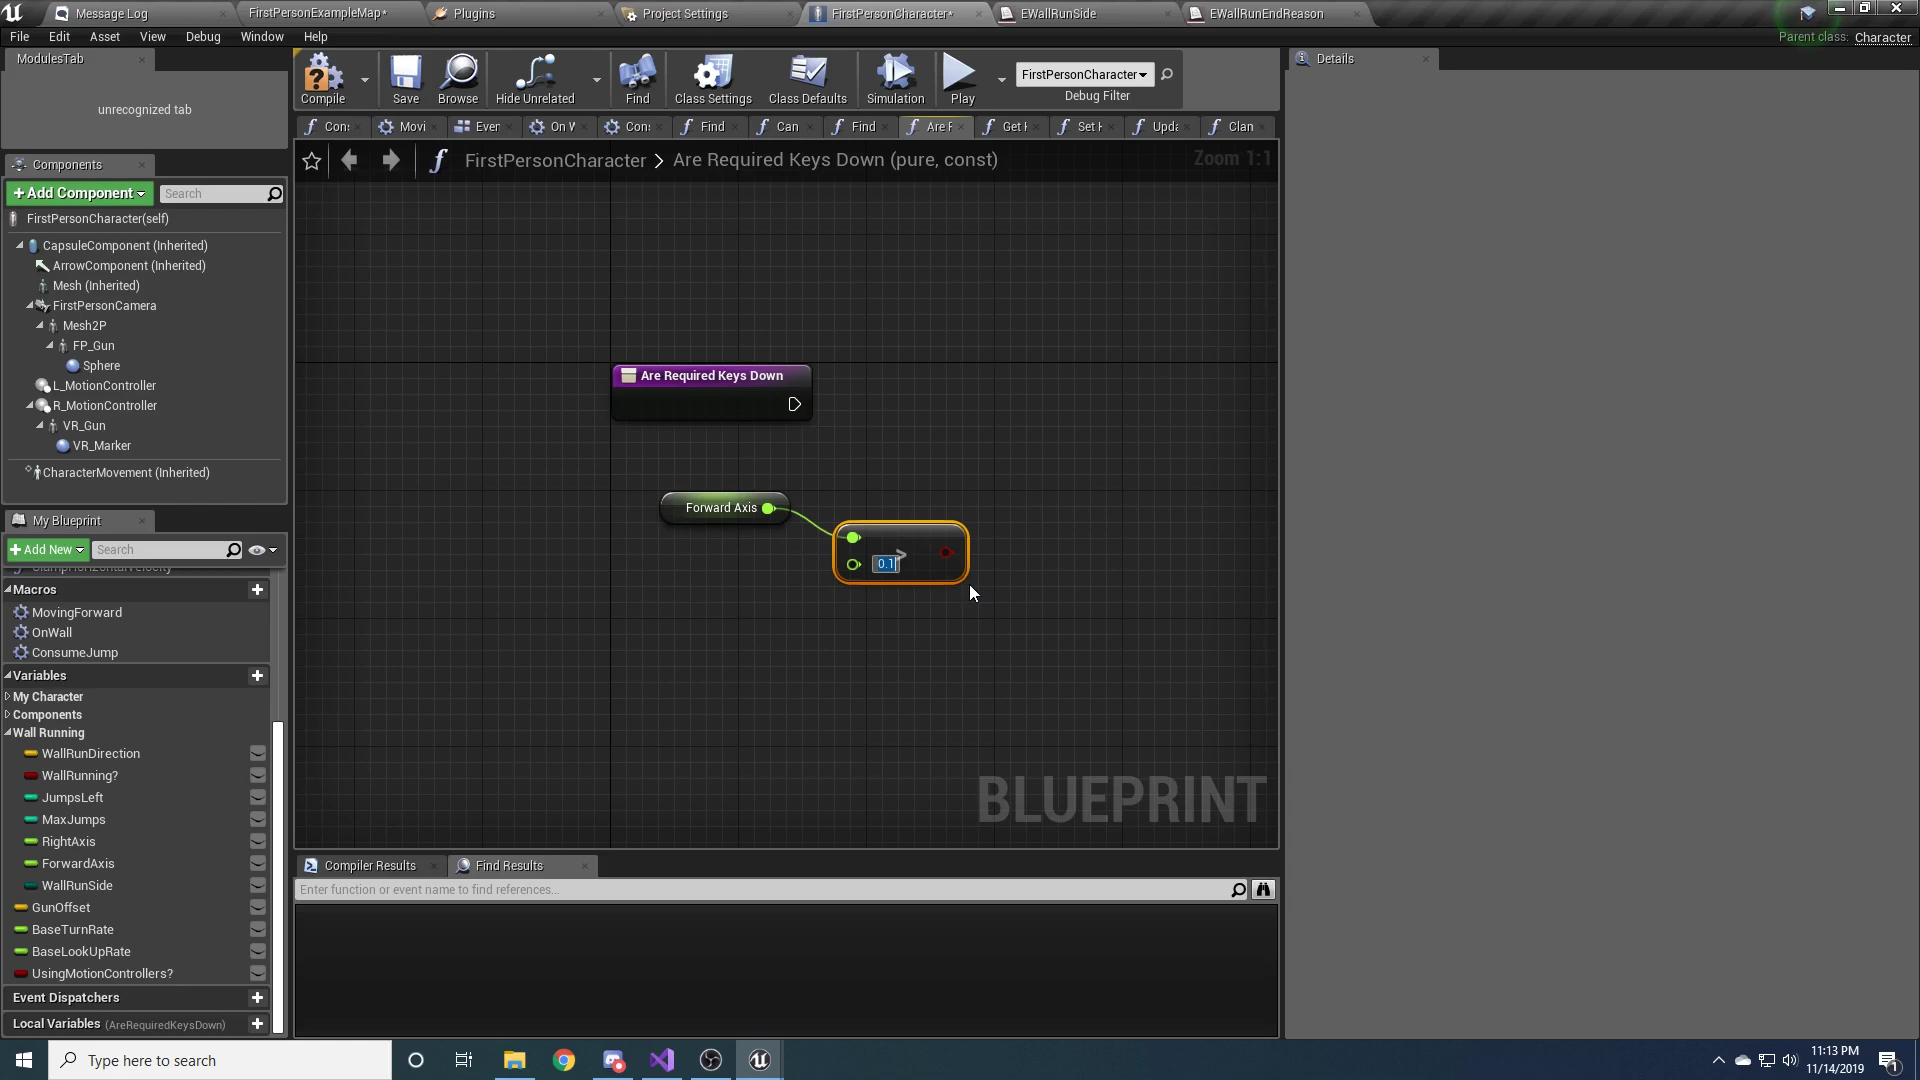 Message Log
FirstPersonExampleMap*
Plugins
Project Settings
FirstPersonCharacter*
EWallRunSide
EWallRunEndReason
File
Edit
Asset
View
Debug
Window
Help
Parent class: Character
ModulesTab
unrecognized tab
Compile
Save
Browse
Hide Unrelated
Find
Class Settings
Class Defaults
Simulation
Play
FirstPersonCharacter
Debug Filter
Details
Movi
On W
Find
Can
Find
Are F
Clan
FirstPersonCharacter > Are Required Keys Down (pure, const)
Zoom 1:1
Components
+ Add Component
Search
FirstPersonCharacter(self)
CapsuleComponent (Inherited)
ArrowComponent (Inherited)
Mesh (Inherited)
FirstPersonCamera
Mesh2P
FP_Gun
Sphere
L_MotionController
R_MotionController
VR_Gun
VR_Marker
CharacterMovement (Inherited)
Are Required Keys Down
Forward Axis
>
0.1
BLUEPRINT
My Blueprint
+ Add New
Search
ClampHorizontalVelocity
Macros
MovingForward
OnWall
ConsumeJump
Variables
My Character
Components
Wall Running
WallRunDirection
WallRunning?
JumpsLeft
MaxJumps
RightAxis
ForwardAxis
WallRunSide
GunOffset
BaseTurnRate
BaseLookUpRate
UsingMotionControllers?
Event Dispatchers
Local Variables (AreRequiredKeysDown)
Compiler Results
Find Results
Enter function or event name to find references...
Type here to search
11:13 PM
11/14/2019
1